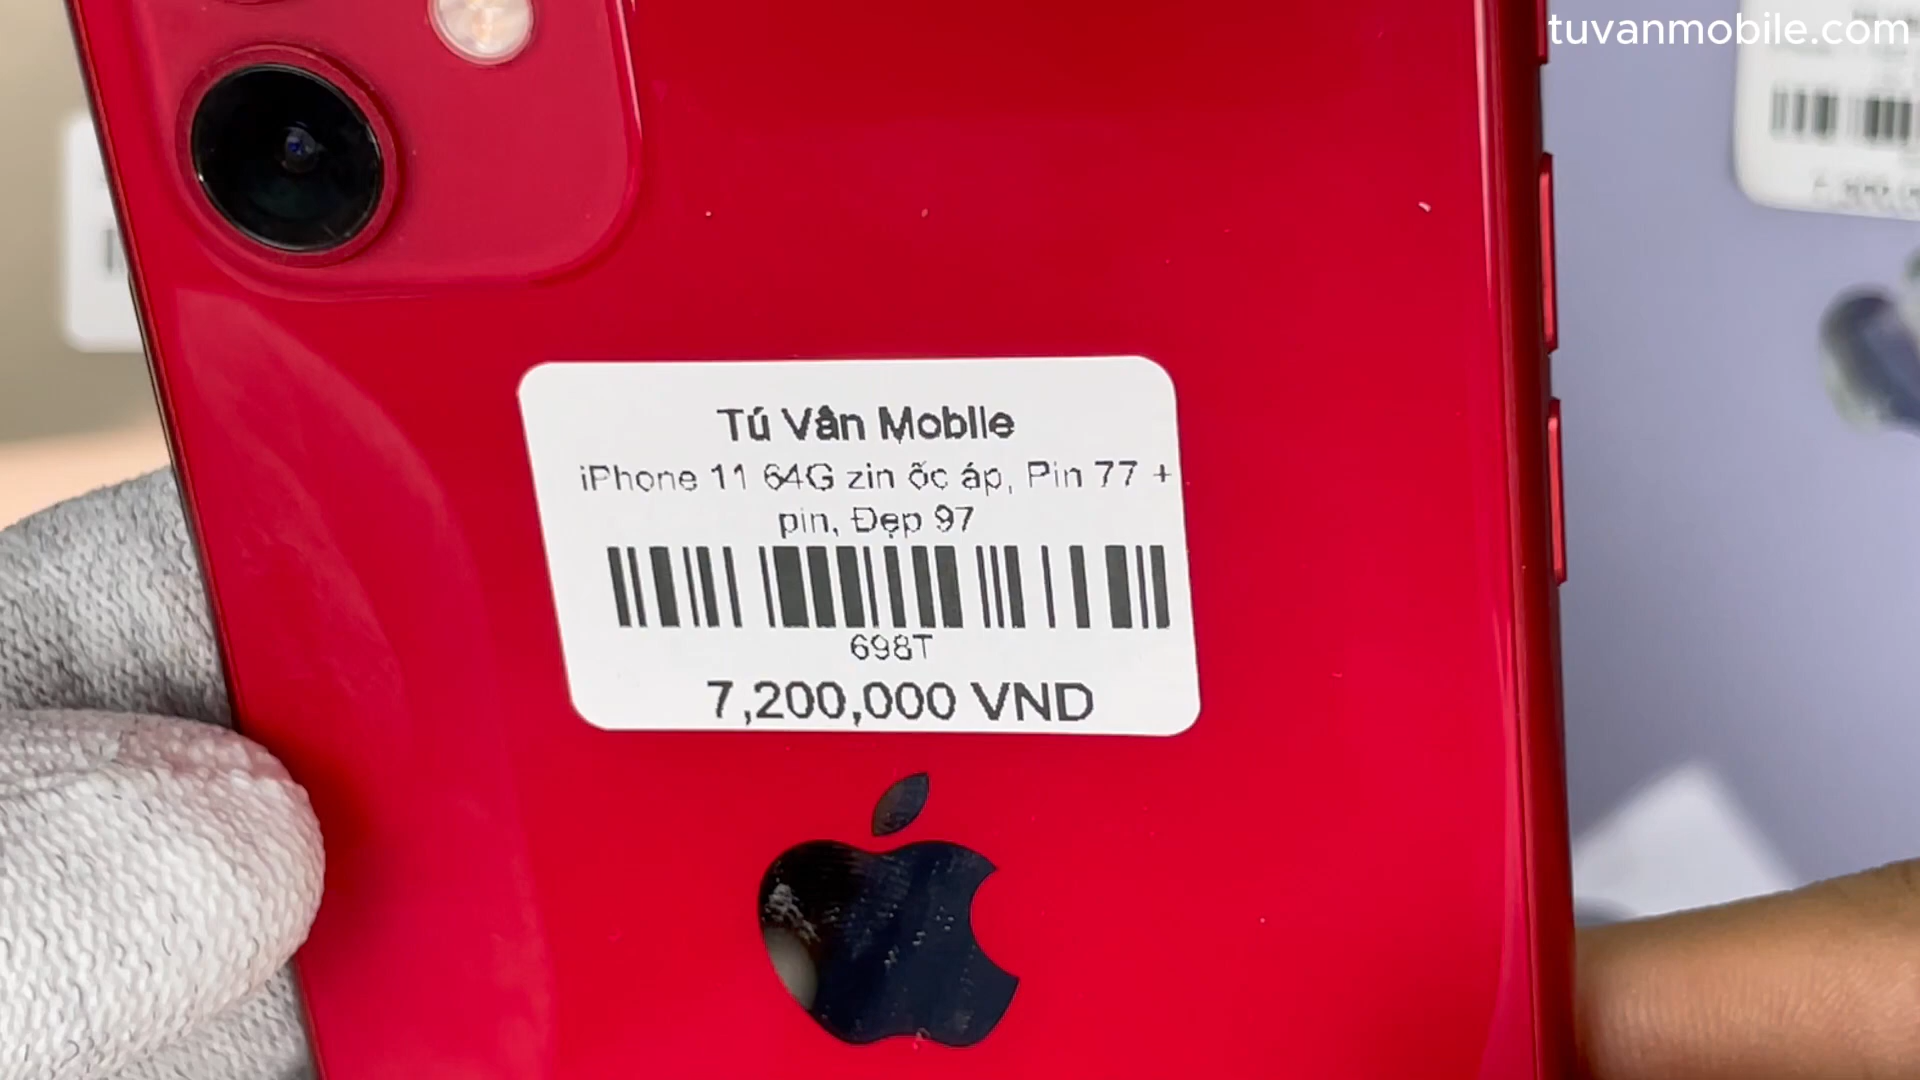 tuvanmobile.com
Tú Vân Mobile
iPhone 11 64G zin ốc áp, Pin 77 +
pin, Đẹp 97
698T
7,200,000 VND